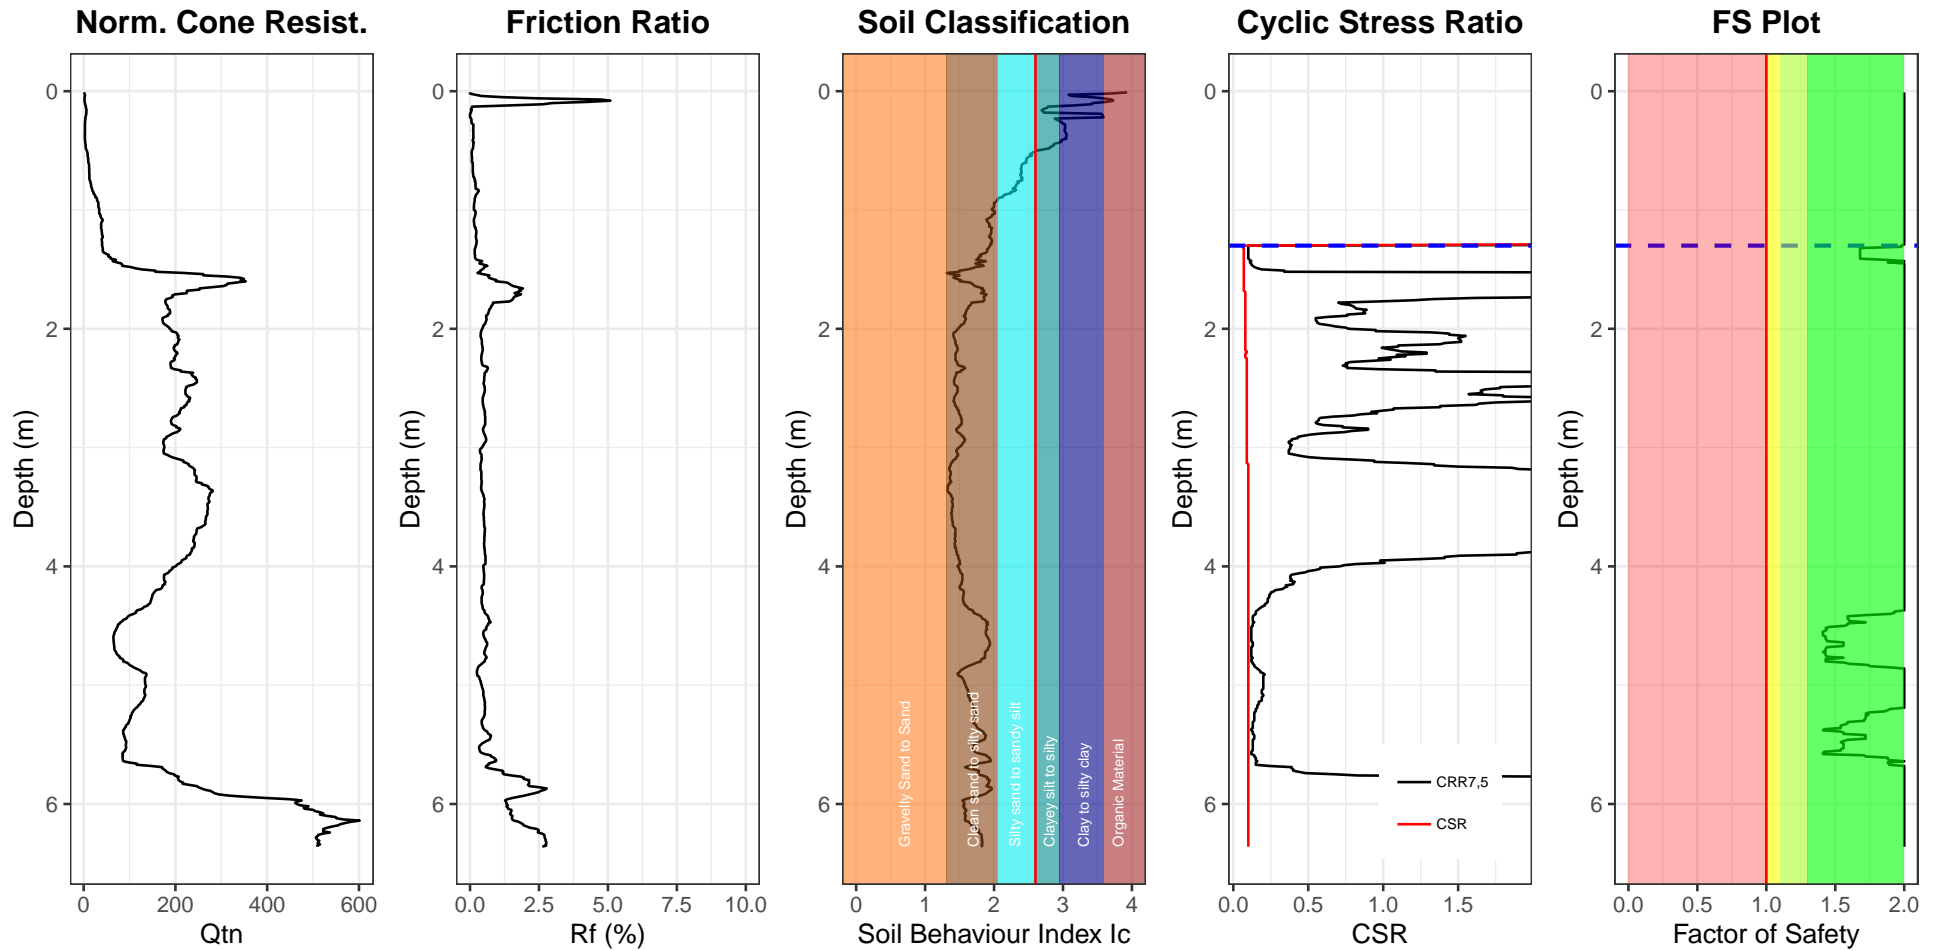 Norm. Cone Resist.
Friction Ratio
Soil Classification
Cyclic Stress Ratio
FS Plot
Depth (m)
0
2
4
6
0
200
400
600
Qtn
Depth (m)
0
2
4
6
0.0
2.5
5.0
7.5
10.0
Rf (%)
Depth (m)
0
2
4
6
Gravelly Sand to Sand
Clean sand to silty sand
Silty sand to sandy silt
Clayey silt to silty
Clay to silty clay
Organic Material
0
1
2
3
4
Soil Behaviour Index Ic
Depth (m)
0
2
4
6
CRR7,5
CSR
0.0
0.5
1.0
1.5
CSR
Depth (m)
0
2
4
6
0.0
0.5
1.0
1.5
2.0
Factor of Safety